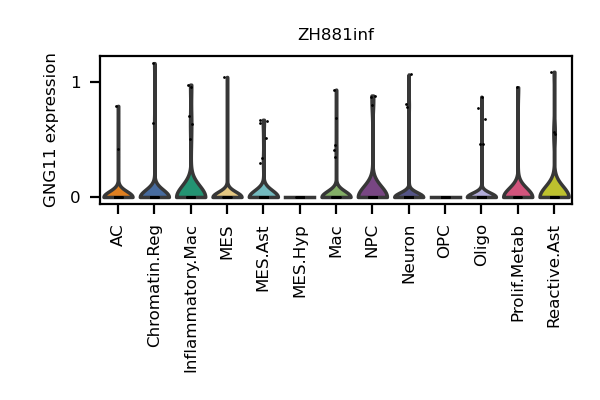 ZH881inf
GNG11 expression
1
0
AC
Chromatin.Reg
Inflammatory.Mac
MES
MES.Ast
MES.Hyp
Mac
NPC
Neuron
OPC
Oligo
Prolif.Metab
Reactive.Ast